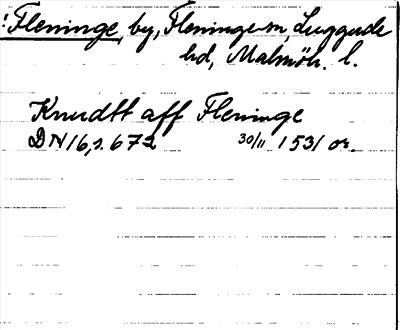 Fleninge, by, Fleninge sn, Luggude
hd, Malmöh. l.
Knudtt aff Fleninge
DN 16, s. 672 30/11 1531 or.